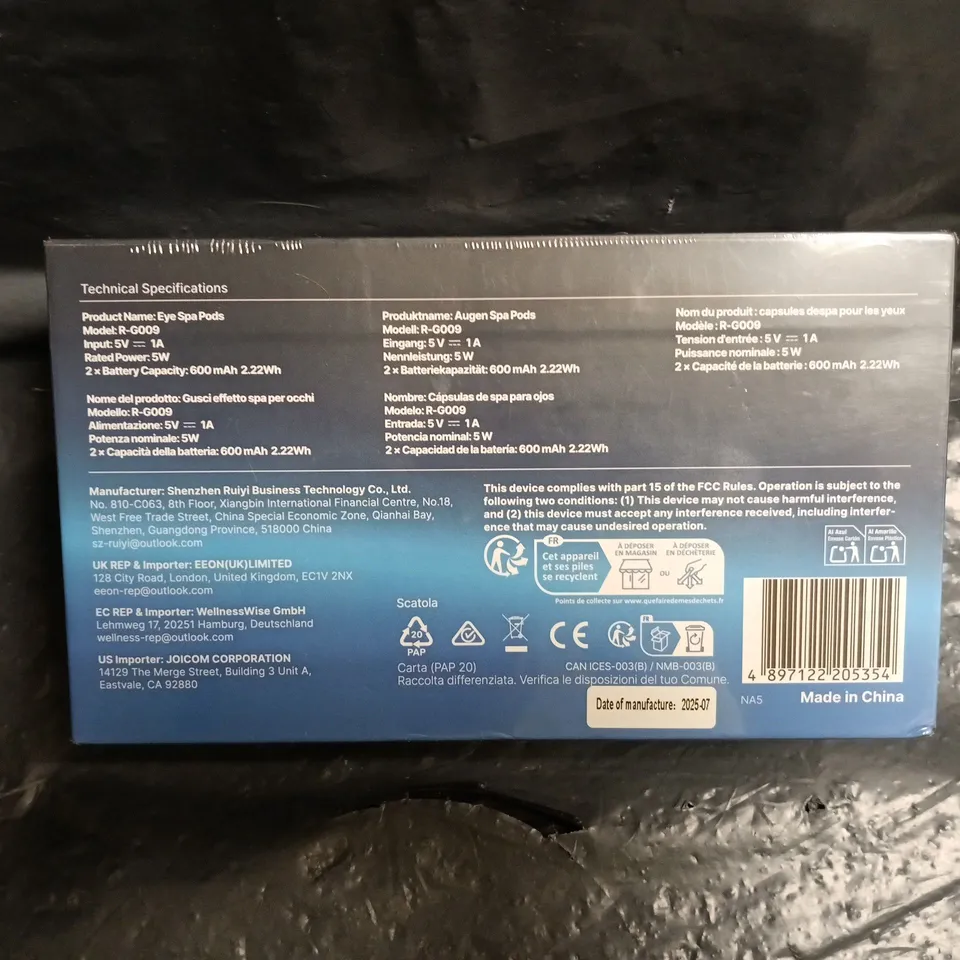 Technical Specifications
Product Name: Eye Spa Pods
Model: R-G009
Input: 5V ⎓ 1A
Rated Power: 5W
2 × Battery Capacity: 600 mAh 2.22Wh
Produktname: Augen Spa Pods
Modell: R-G009
Eingang: 5 V ⎓ 1 A
Nennleistung: 5 W
2 × Batteriekapazität: 600 mAh 2.22Wh
Nom du produit : capsules despa pour les yeux
Modèle : R-G009
Tension d'entrée : 5 V ⎓ 1 A
Puissance nominale : 5 W
2 × Capacité de la batterie : 600 mAh 2.22Wh
Nome del prodotto: Gusci effetto spa per occhi
Modello: R-G009
Alimentazione: 5V ⎓ 1A
Potenza nominale: 5W
2 × Capacità della batteria: 600 mAh 2.22Wh
Nombre: Cápsulas de spa para ojos
Modelo: R-G009
Entrada: 5 V ⎓ 1 A
Potencia nominal: 5 W
2 × Capacidad de la batería: 600 mAh 2.22Wh
Manufacturer: Shenzhen Ruiyi Business Technology Co., Ltd.
No. 810-C063, 8th Floor, Xiangbin International Financial Centre, No.18,
West Free Trade Street, China Special Economic Zone, Qianhai Bay,
Shenzhen, Guangdong Province, 518000 China
sz-ruiyi@outlook.com
UK REP & Importer: EEON(UK)LIMITED
128 City Road, London, United Kingdom, EC1V 2NX
eeon-rep@outlook.com
EC REP & Importer: WellnessWise GmbH
Lehmweg 17, 20251 Hamburg, Deutschland
wellness-rep@outlook.com
US Importer: JOICOM CORPORATION
14129 The Merge Street, Building 3 Unit A,
Eastvale, CA 92880
This device complies with part 15 of the FCC Rules. Operation is subject to the
following two conditions: (1) This device may not cause harmful interference,
and (2) this device must accept any interference received, including interfer-
ence that may cause undesired operation.
FR
Cet appareil
et ses piles
se recyclent
À DÉPOSER
EN MAGASIN
OU
À DÉPOSER
EN DÉCHÈTERIE
Points de collecte sur www.quefairedemesdechets.fr
Al Azul
Envase Cartón
Al Amarillo
Envase Plástico
Scatola
20
PAP
CE
FR
Carta (PAP 20)
CAN ICES-003(B) / NMB-003(B)
Raccolta differenziata. Verifica le disposizioni del tuo Comune.
Date of manufacture: 2025-07
4 897122 205354
NA5
Made in China